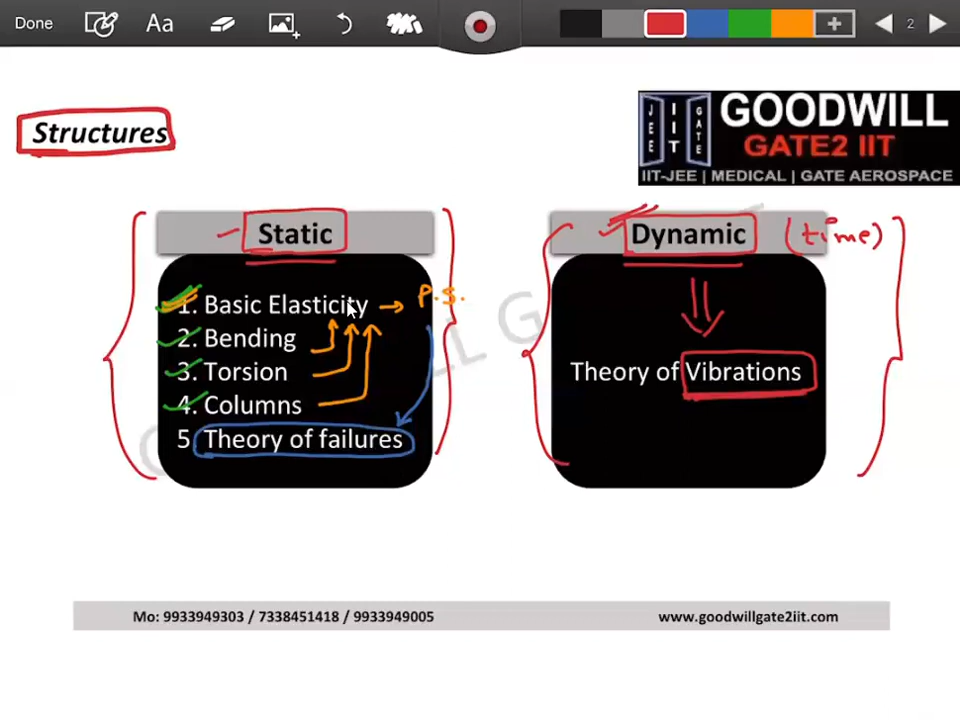 Done
Aa
2
Structures
JEE
IIT
GATE
GOODWILL
GATE2 IIT
IIT-JEE | MEDICAL | GATE AEROSPACE
Static
1. Basic Elasticity → P.S.
2. Bending
3. Torsion
4. Columns
5 Theory of failures
Dynamic (time)
Theory of Vibrations
Mo: 9933949303 / 7338451418 / 9933949005
www.goodwillgate2iit.com